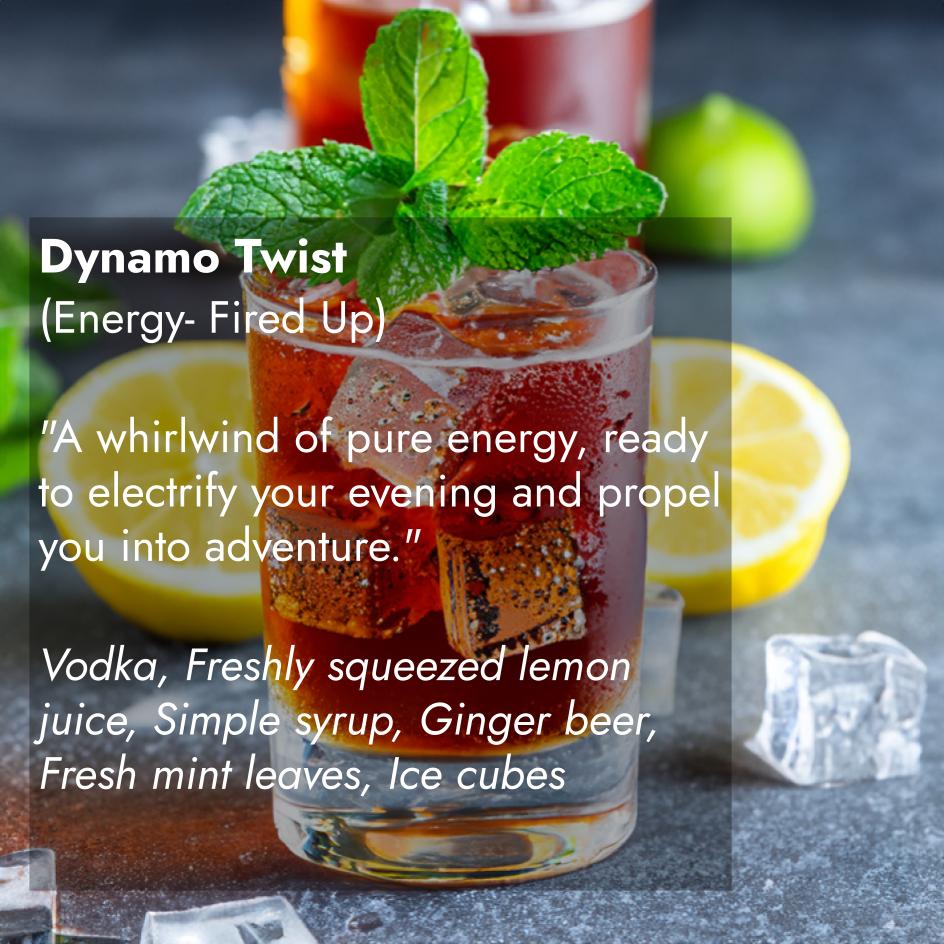 Dynamo Twist
(Energy- Fired Up)
"A whirlwind of pure energy, ready
to electrify your evening and propel
you into adventure."
Vodka, Freshly squeezed lemon
juice, Simple syrup, Ginger beer,
Fresh mint leaves, Ice cubes